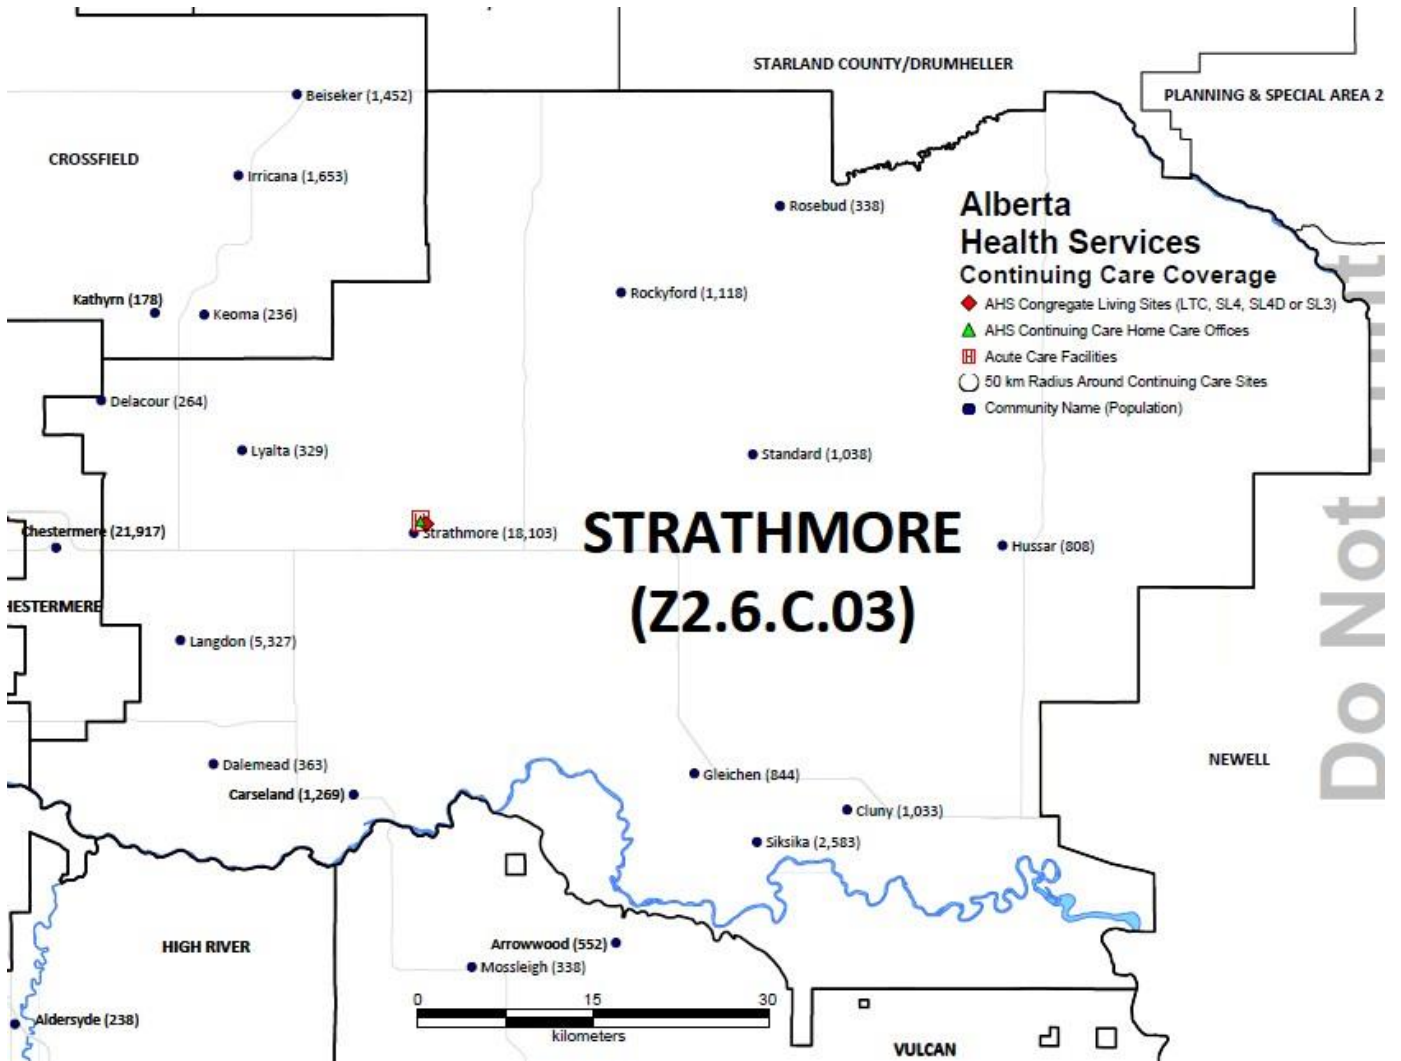 STARLAND COUNTY/DRUMHELLER
PLANNING & SPECIAL AREA 2
Beiseker (1,452)
CROSSFIELD
Irricana (1,653)
Rosebud (338)
Alberta
Health Services
Continuing Care Coverage
AHS Congregate Living Sites (LTC, SL4, SL4D or SL3)
AHS Continuing Care Home Care Offices
H Acute Care Facilities
50 km Radius Around Continuing Care Sites
Community Name (Population)
Rockyford (1,118)
Kathyrn (178)
Keoma (236)
Delacour (264)
Lyalta (329)
Standard (1,038)
Chestermere (21,917)
H
Strathmore (18,103)
STRATHMORE
(Z2.6.C.03)
Hussar (808)
HESTERMERE
Langdon (5,327)
Do Not
Dalemead (363)
Carseland (1,269)
Gleichen (844)
NEWELL
Cluny (1,033)
Siksika (2,583)
HIGH RIVER
Arrowwood (552)
Mossleigh (338)
0 15 30
kilometers
Aldersyde (238)
VULCAN